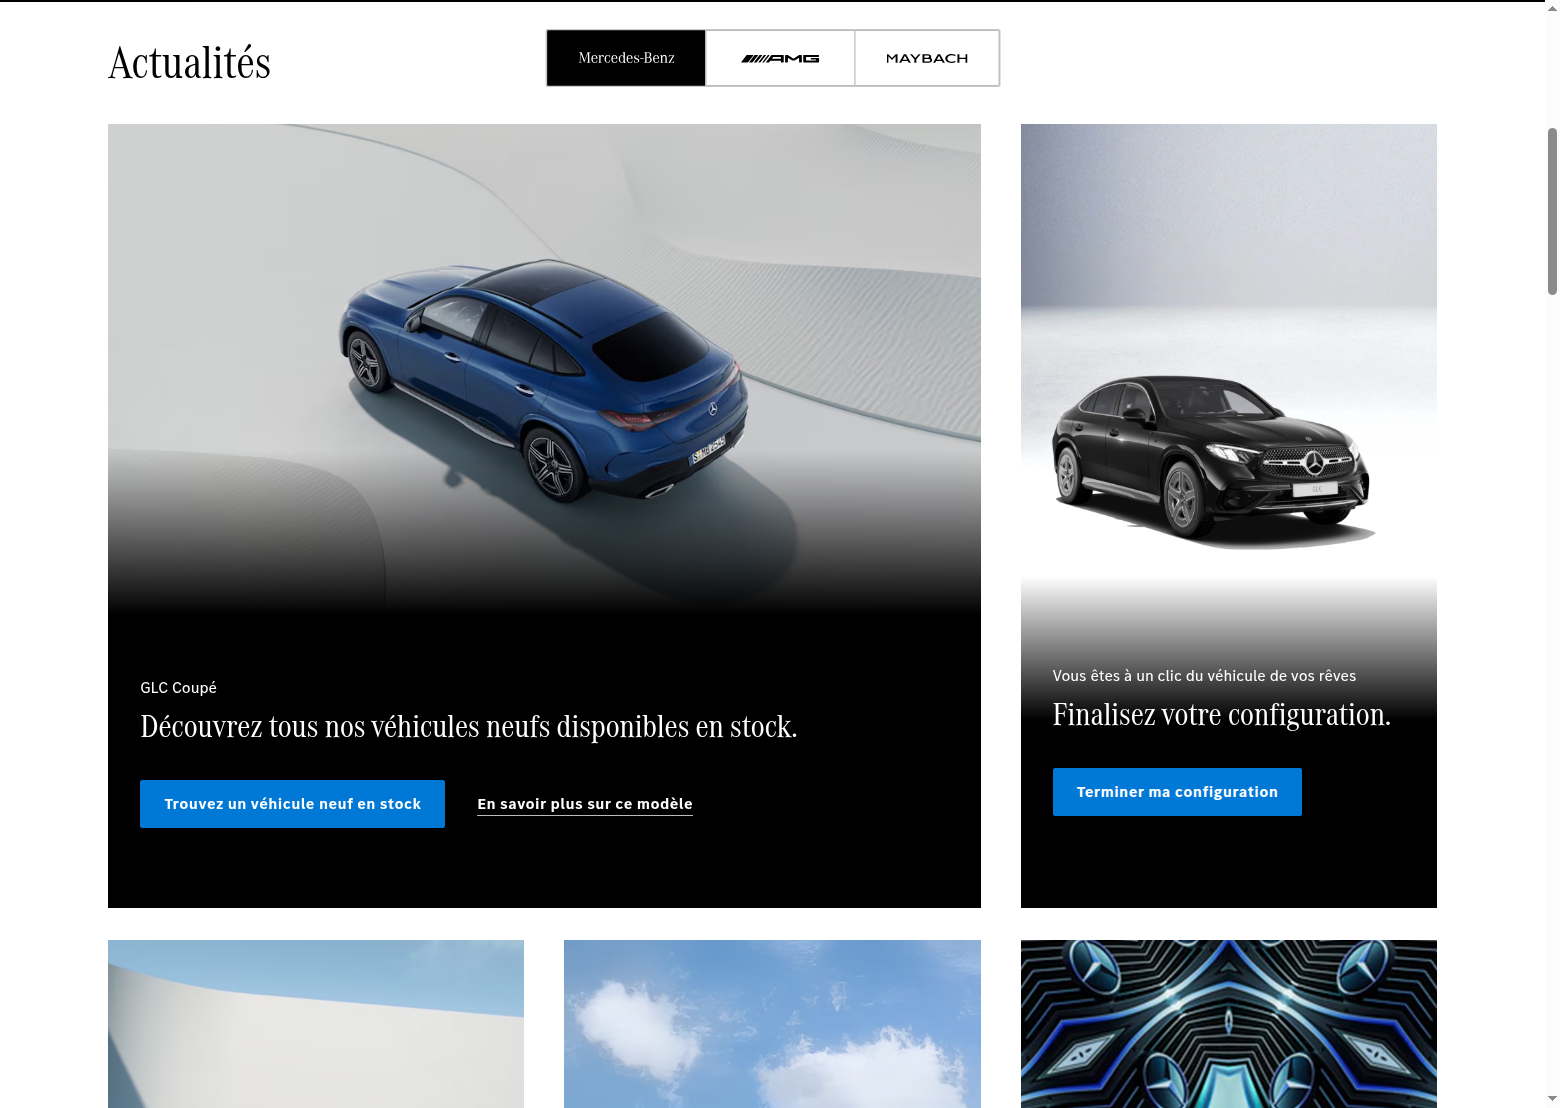 Actualités
Mercedes-Benz
AMG
MAYBACH
GLC Coupé
Découvrez tous nos véhicules neufs disponibles en stock.
Trouvez un véhicule neuf en stock
En savoir plus sur ce modèle
GLC
Vous êtes à un clic du véhicule de vos rêves
Finalisez votre configuration.
Terminer ma configuration